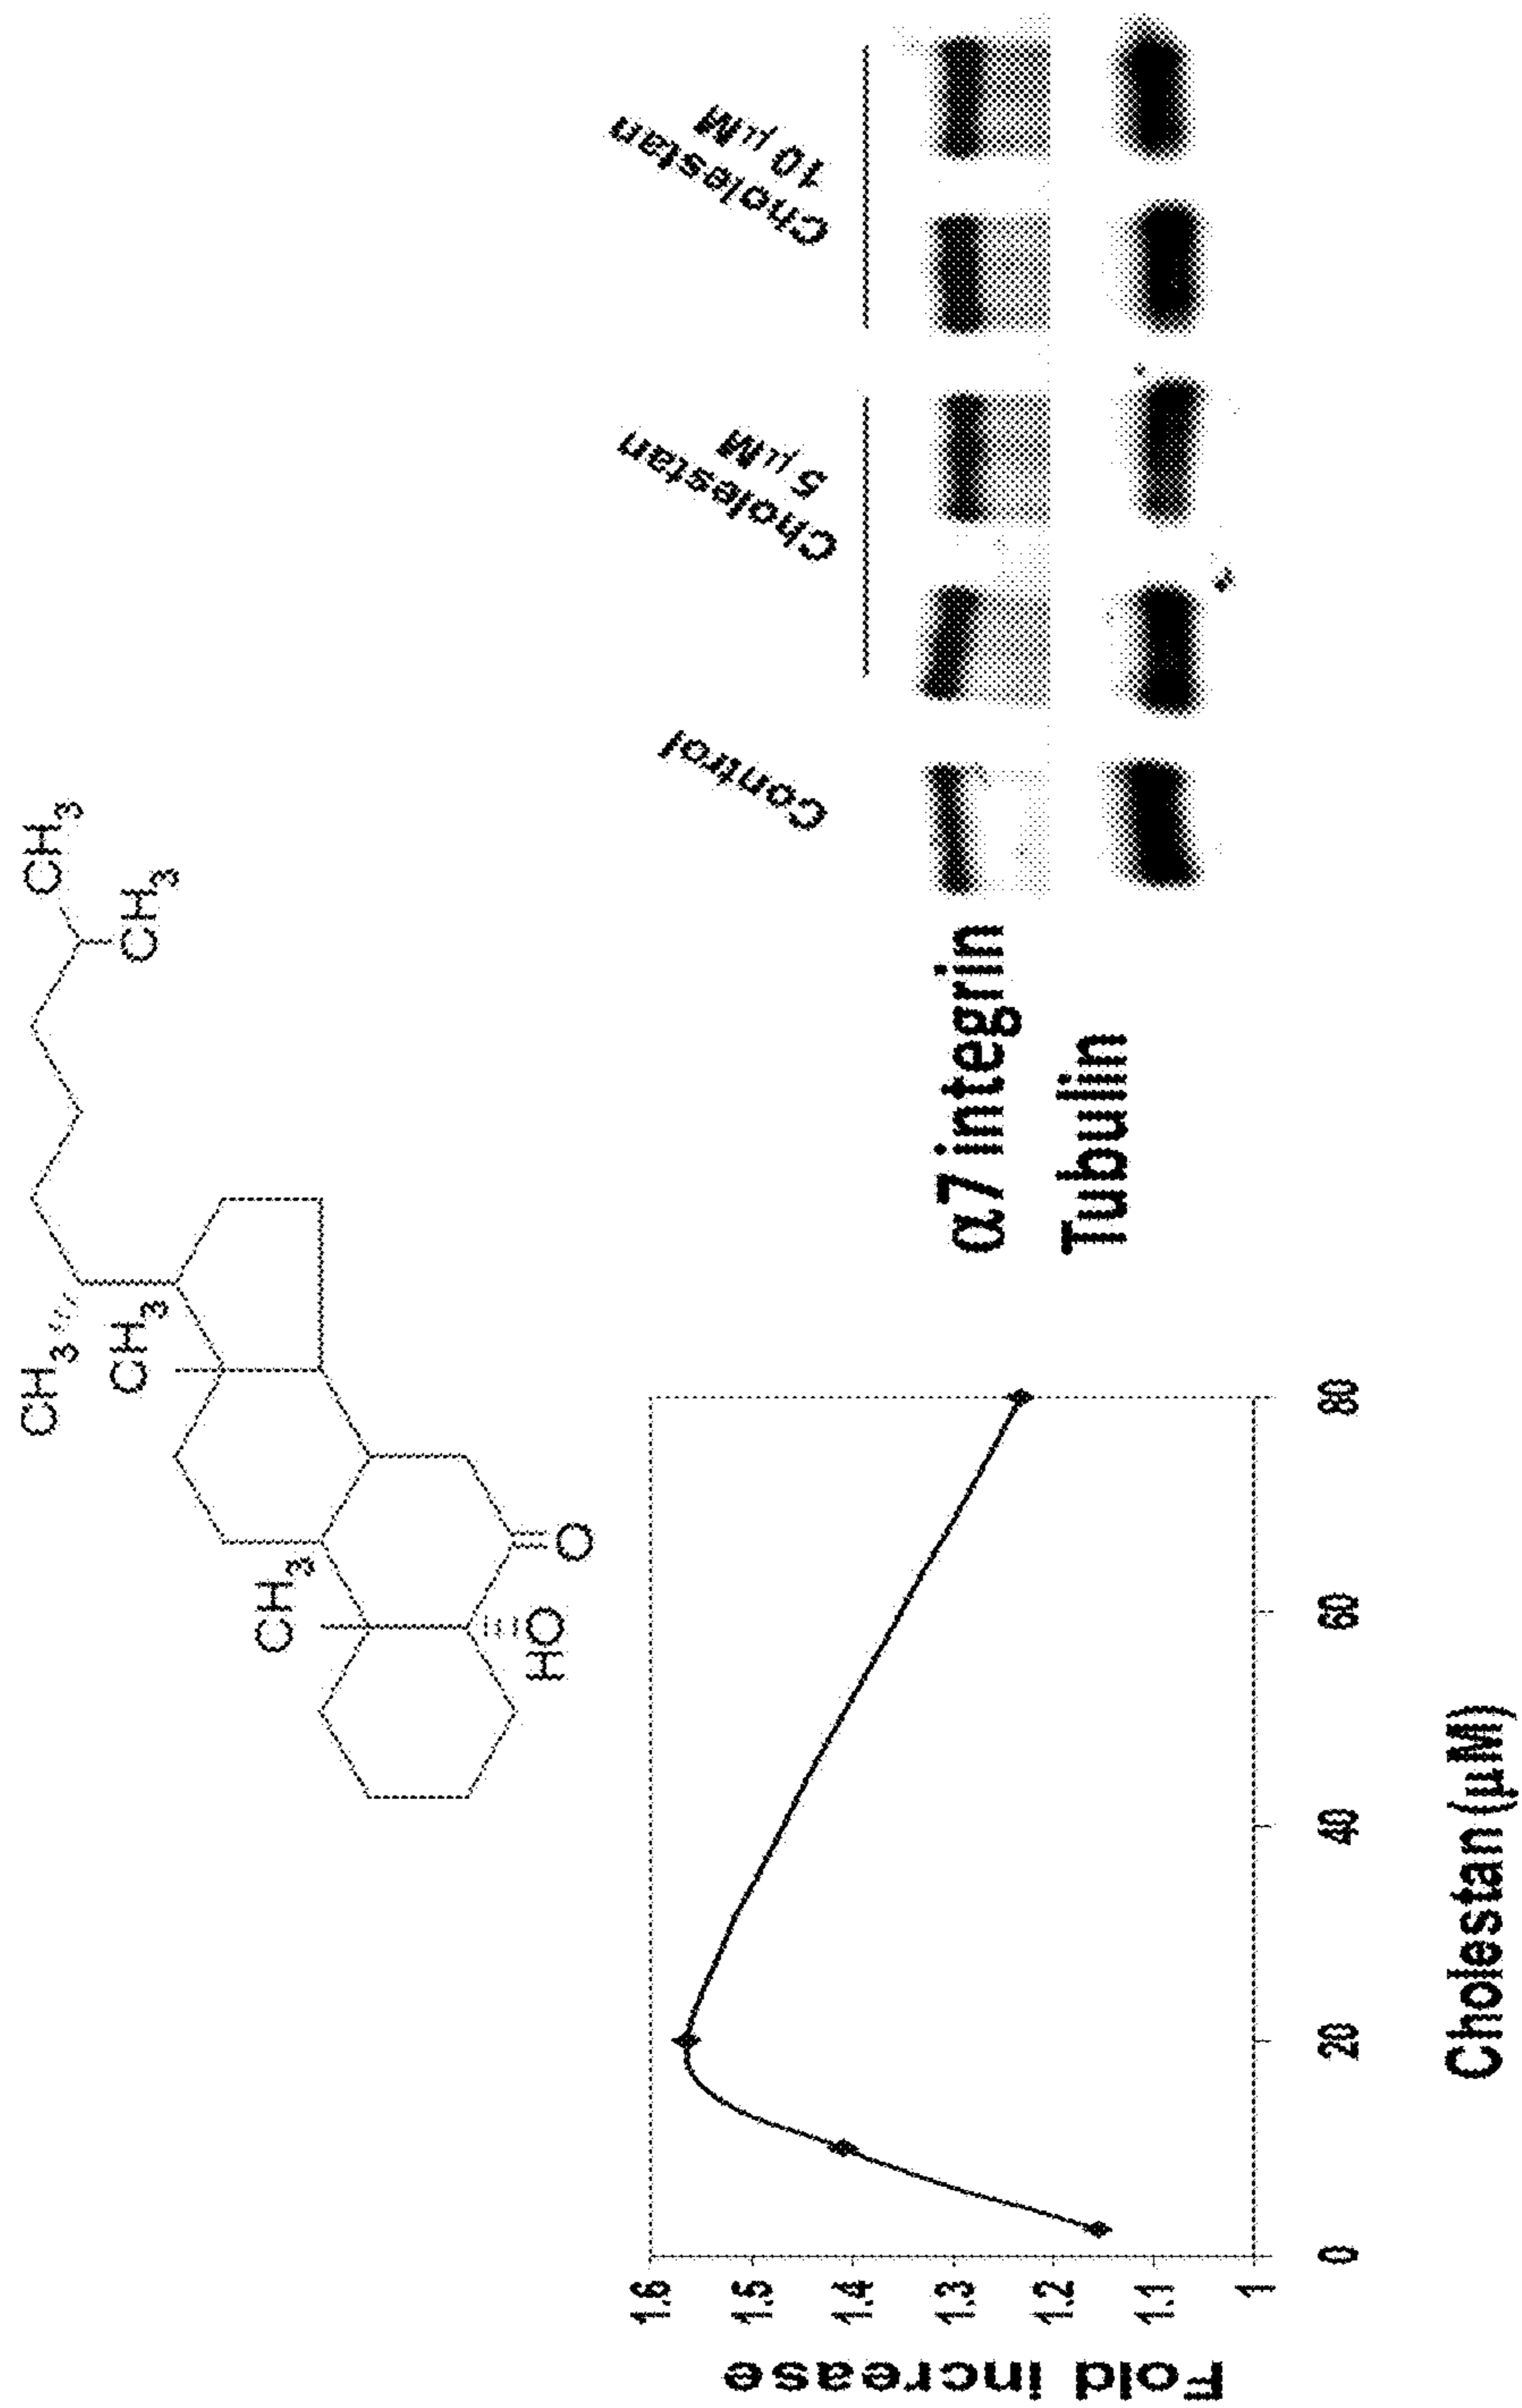 CH3
CH3
CH3
CH3
CH3
HO
O
Fold increase
1.6
1.5
1.4
1.3
1.2
1.1
1
0
20
40
60
80
Cholestan (µM)
Control
Cholestan
5 µM
Cholestan
10 µM
α7 integrin
Tubulin